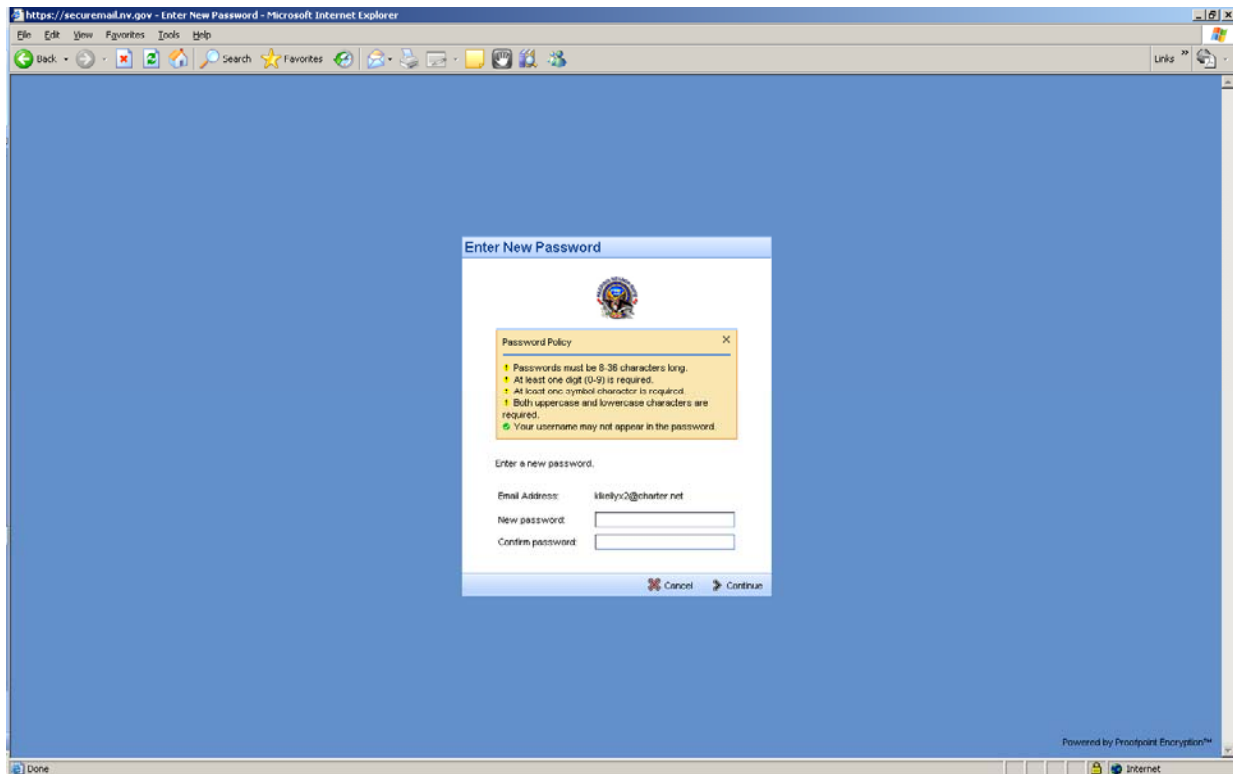 https://securemail.nv.gov - Enter New Password - Microsoft Internet Explorer
File Edit View Favorites Tools Help
Back Search Favorites Links »
Enter New Password
Password Policy
! Passwords must be 8-36 characters long.
! At least one digit (0-9) is required.
! At least one symbol character is required.
! Both uppercase and lowercase characters are
required.
Your username may not appear in the password.
Enter a new password.
Email Address: klkellyx2@charter.net
New password:
Confirm password:
Cancel Continue
Powered by Proofpoint Encryption™
Done Internet